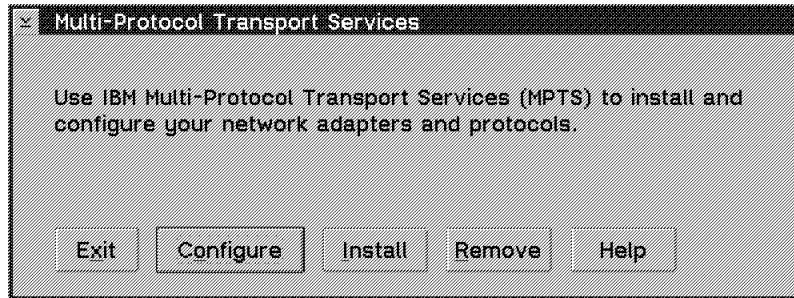 Multi-Protocol Transport Services
Use IBM Multi-Protocol Transport Services (MPTS) to install and
configure your network adapters and protocols.
Exit Configure Install Remove Help